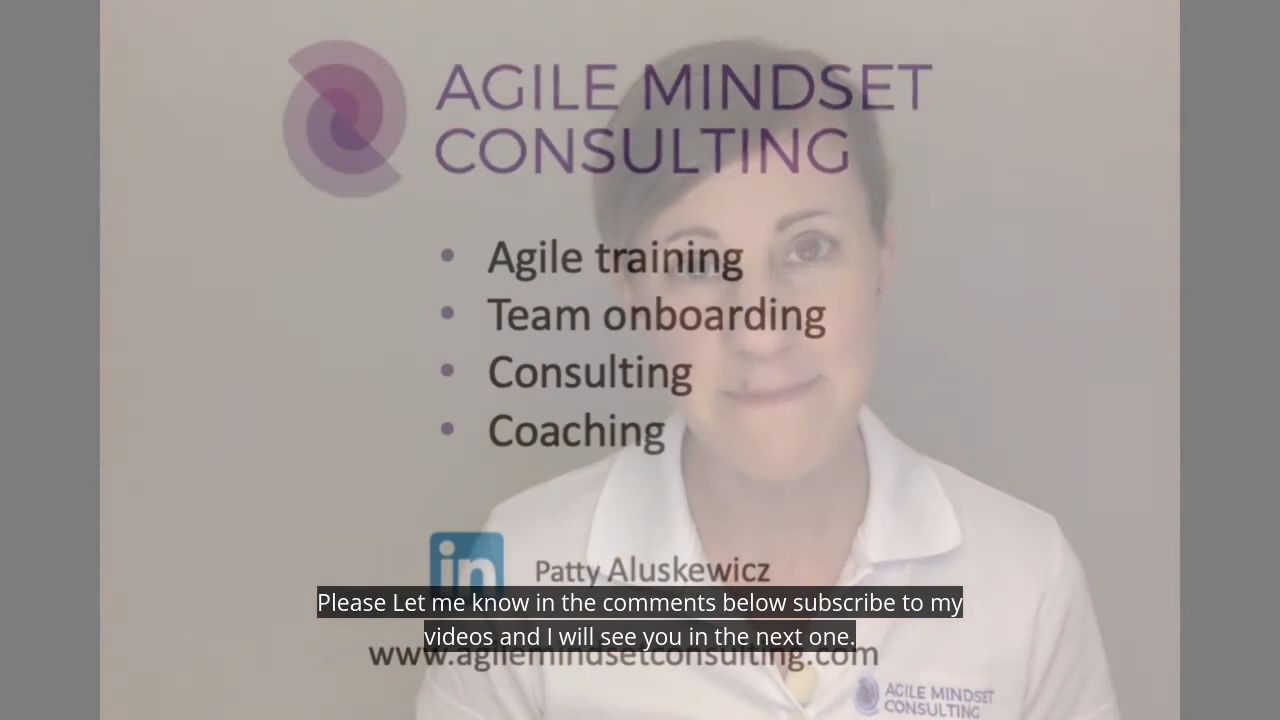 AGILE MINDSET
CONSULTING
• Agile training
• Team onboarding
• Consulting
• Coaching
in Patty Aluskewicz
Please Let me know in the comments below subscribe to my
videos and I will see you in the next one.
www.agilemindsetconsulting.com
AGILE MINDSET
CONSULTING